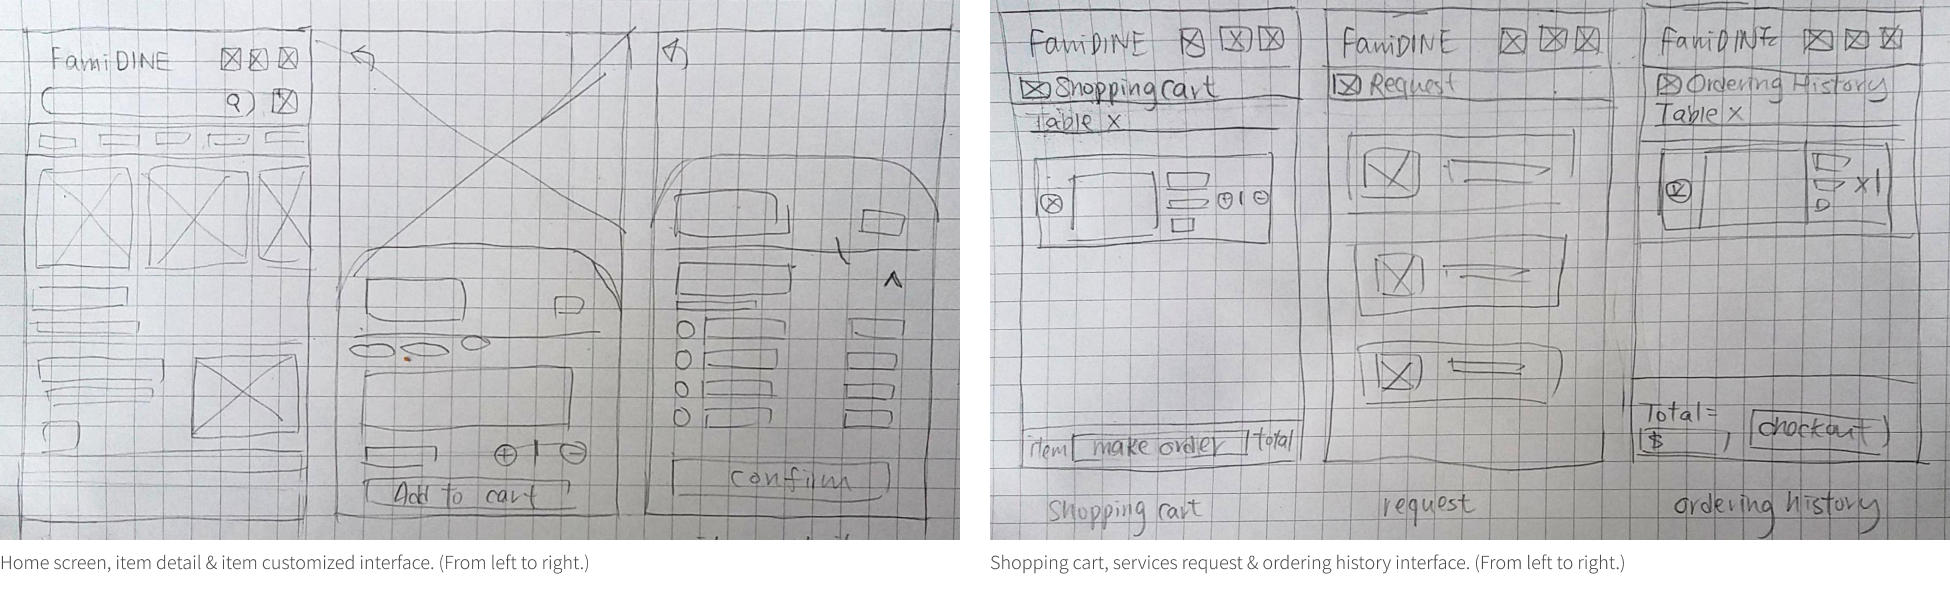 FamiDINE
Add to cart
confirm
Home screen, item detail & item customized interface. (From left to right.)
FamiDINE
Shopping cart
Table x
item make order total
Shopping cart
FamiDINE
Request
request
FamiDINE
Ordering History
Table x
x1
Total=
$
checkout
ordering history
Shopping cart, services request & ordering history interface. (From left to right.)